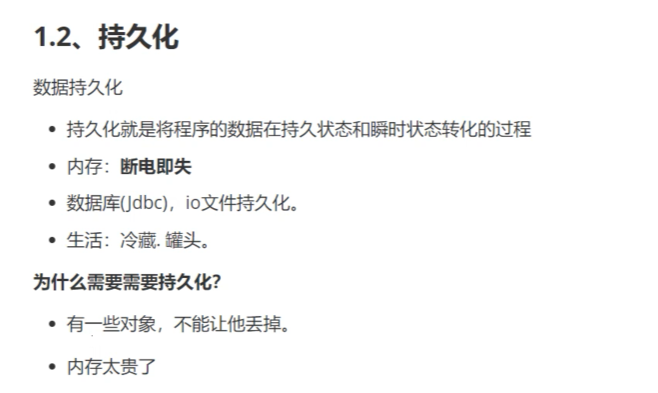 1.2、持久化
数据持久化
• 持久化就是将程序的数据在持久状态和瞬时状态转化的过程
• 内存：断电即失
• 数据库(Jdbc)，io文件持久化。
• 生活：冷藏. 罐头。
为什么需要需要持久化？
• 有一些对象，不能让他丢掉。
• 内存太贵了